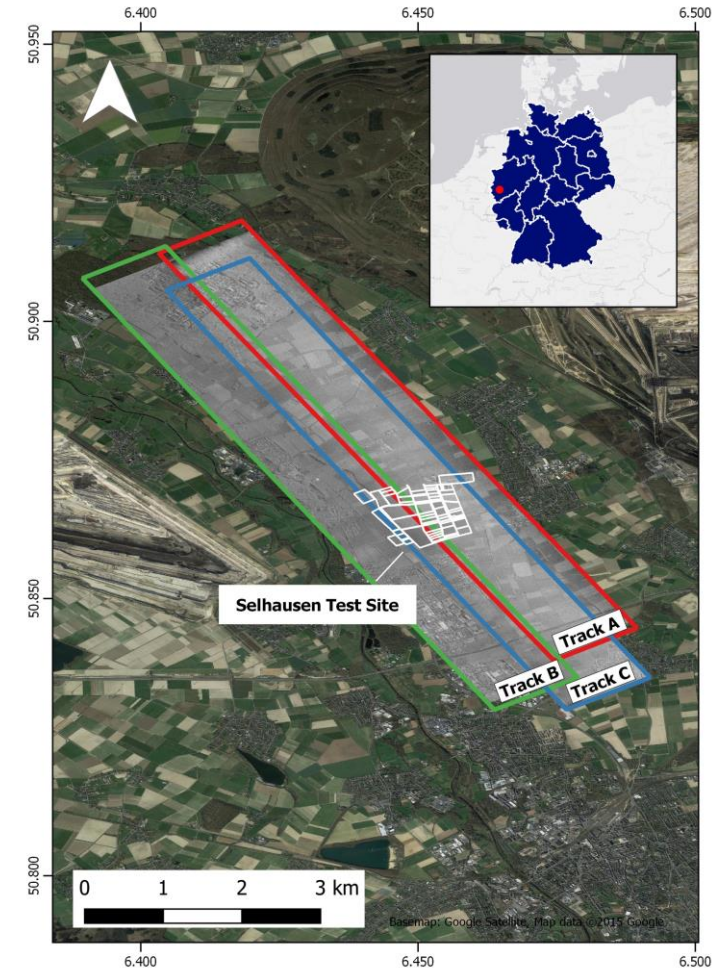 6.400 6.450 6.500
50.950
50.900
50.850
50.800
Selhausen Test Site
Track A
Track B
Track C
0 1 2 3 km
Basemap: Google Satellite, Map data ©2015 Google
6.400 6.450 6.500